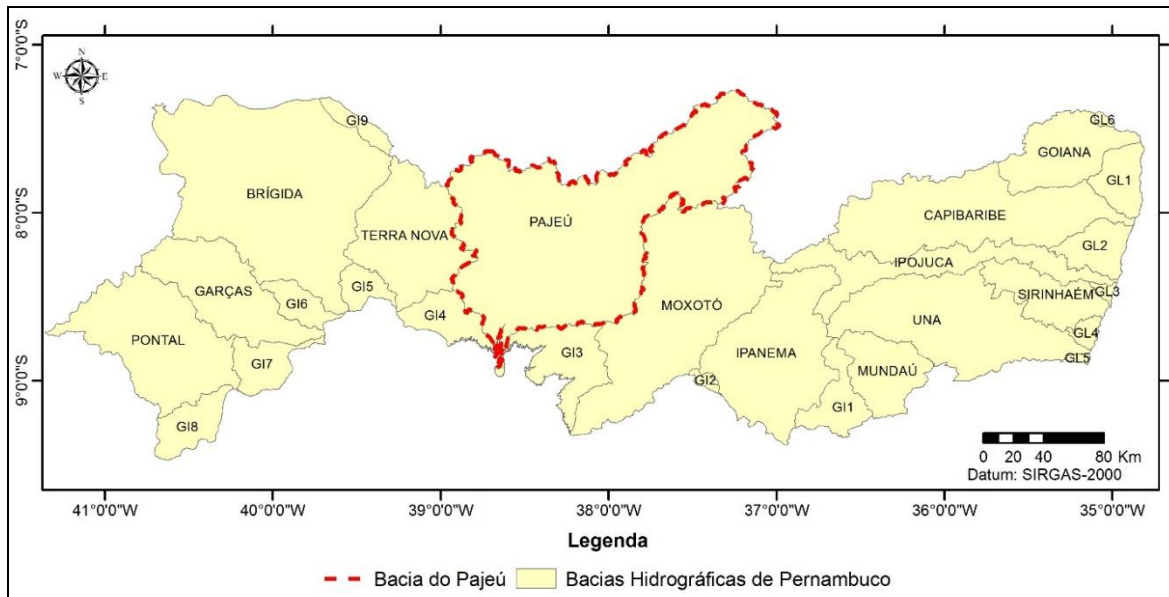 7°0'0"S
8°0'0"S
9°0'0"S
N
W E
S
GI9
BRÍGIDA
TERRA NOVA
PAJEÚ
GARÇAS
GI5
GI6
GI4
PONTAL
GI7
GI8
GI3
MOXOTÓ
GI2
IPANEMA
GI1
MUNDAÚ
UNA
CAPIBARIBE
IPOJUCA
GOIANA
GL6
GL1
GL2
SIRINHAÉM
GL3
GL4
GL5
0 20 40 80 Km
Datum: SIRGAS-2000
41°0'0"W 40°0'0"W 39°0'0"W 38°0'0"W 37°0'0"W 36°0'0"W 35°0'0"W
Legenda
Bacia do Pajeú Bacias Hidrográficas de Pernambuco